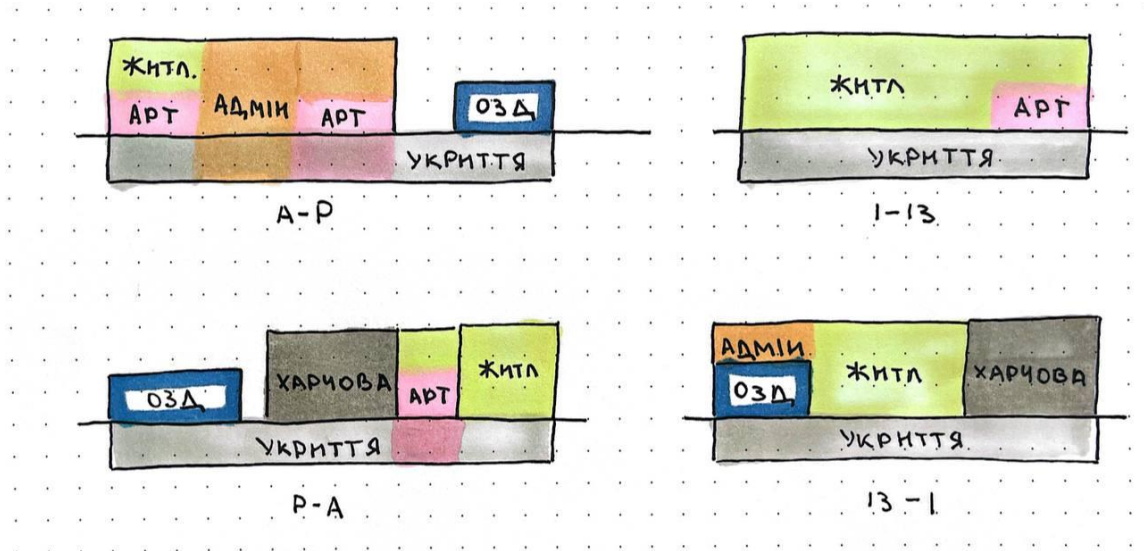 ЖИТЛ.
АРТ АДМІН АРТ ОЗД
УКРИТТЯ
А-Р
ЖИТЛ
АРТ
УКРИТТЯ
1-13
ОЗД ХАРЧОВА АРТ ЖИТЛ
УКРИТТЯ
Р-А
АДМІН
ОЗД ЖИТЛ ХАРЧОВА
УКРИТТЯ
13-1